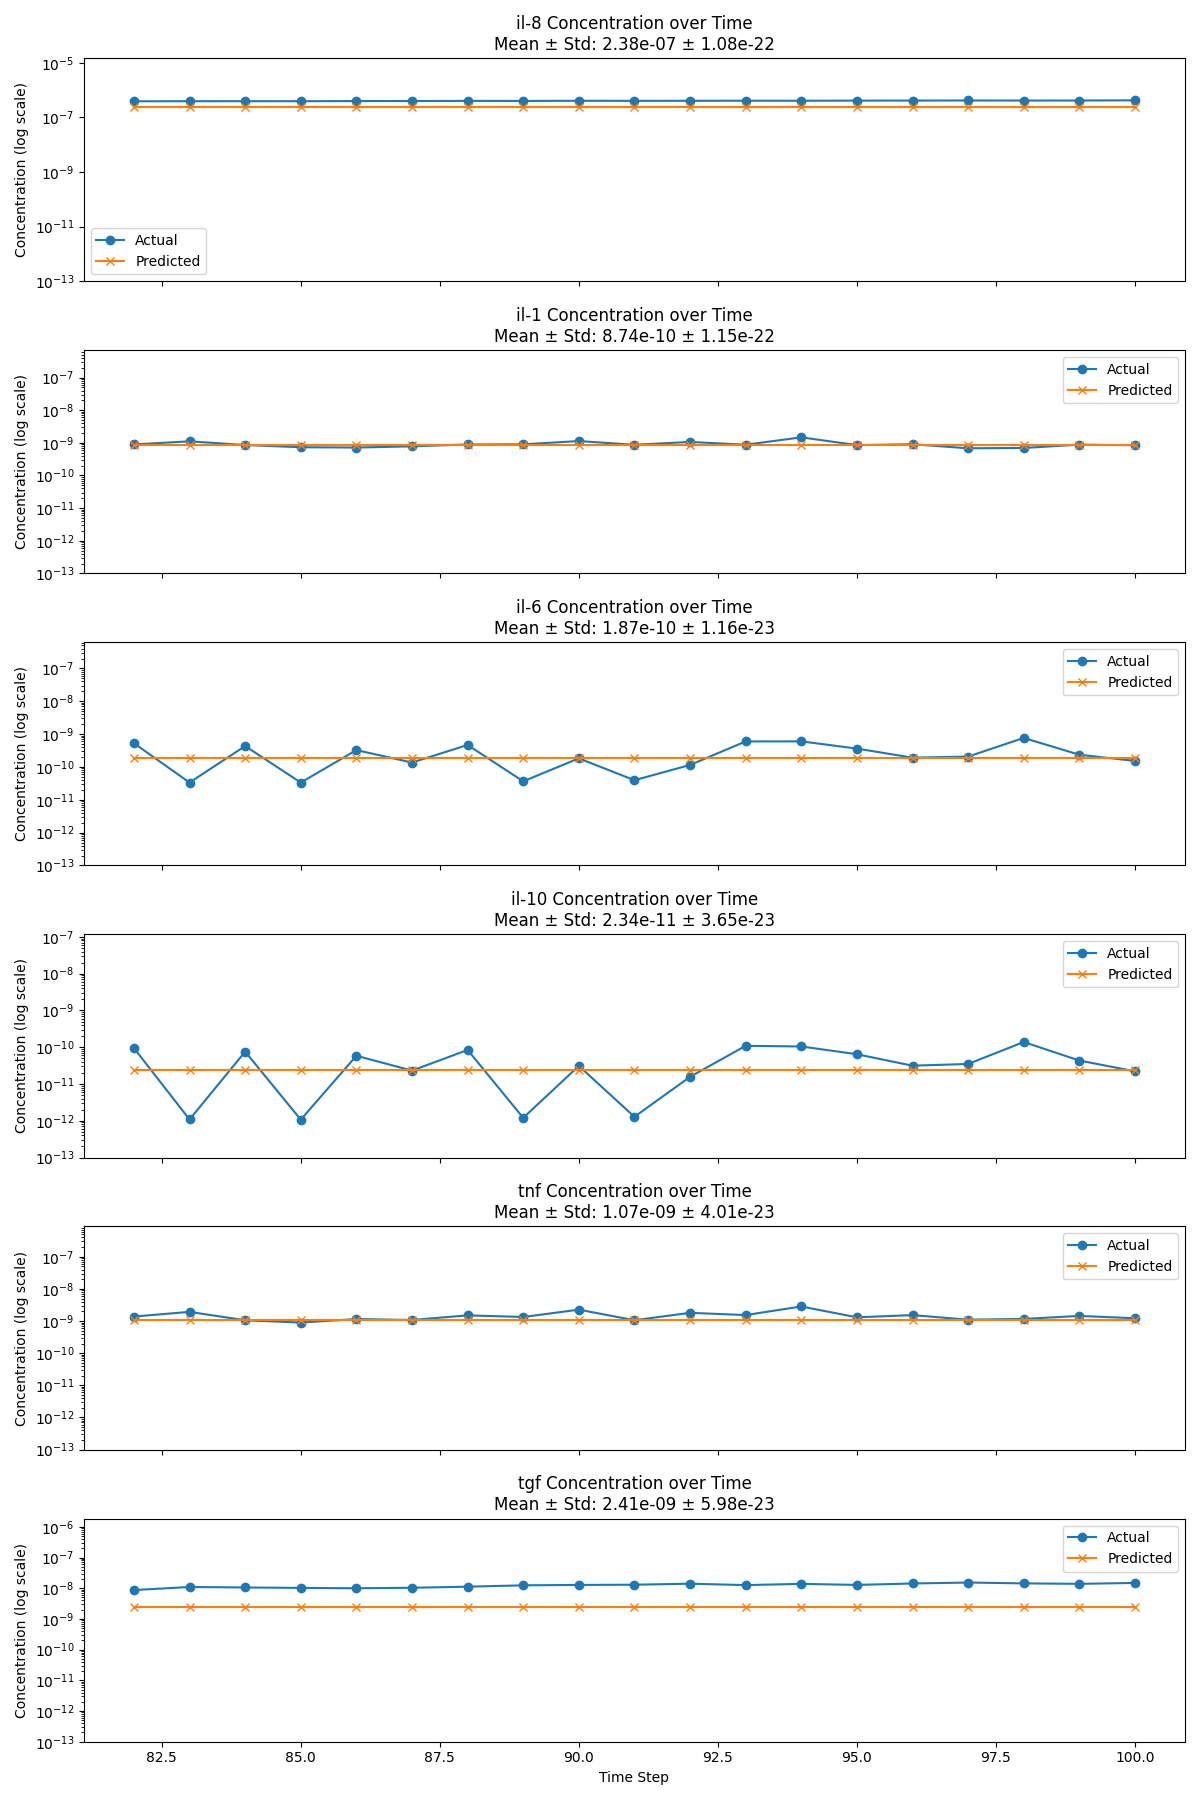 il-8 Concentration over Time
Mean ± Std: 2.38e-07 ± 1.08e-22
Concentration (log scale)
10⁻⁵
10⁻⁷
10⁻⁹
10⁻¹¹
10⁻¹³
Actual
Predicted
il-1 Concentration over Time
Mean ± Std: 8.74e-10 ± 1.15e-22
Concentration (log scale)
10⁻⁷
10⁻⁸
10⁻⁹
10⁻¹⁰
10⁻¹¹
10⁻¹²
10⁻¹³
Actual
Predicted
il-6 Concentration over Time
Mean ± Std: 1.87e-10 ± 1.16e-23
Concentration (log scale)
10⁻⁷
10⁻⁸
10⁻⁹
10⁻¹⁰
10⁻¹¹
10⁻¹²
10⁻¹³
Actual
Predicted
il-10 Concentration over Time
Mean ± Std: 2.34e-11 ± 3.65e-23
Concentration (log scale)
10⁻⁷
10⁻⁸
10⁻⁹
10⁻¹⁰
10⁻¹¹
10⁻¹²
10⁻¹³
Actual
Predicted
tnf Concentration over Time
Mean ± Std: 1.07e-09 ± 4.01e-23
Concentration (log scale)
10⁻⁷
10⁻⁸
10⁻⁹
10⁻¹⁰
10⁻¹¹
10⁻¹²
10⁻¹³
Actual
Predicted
tgf Concentration over Time
Mean ± Std: 2.41e-09 ± 5.98e-23
Concentration (log scale)
10⁻⁶
10⁻⁷
10⁻⁸
10⁻⁹
10⁻¹⁰
10⁻¹¹
10⁻¹²
10⁻¹³
Actual
Predicted
82.5 85.0 87.5 90.0 92.5 95.0 97.5 100.0
Time Step